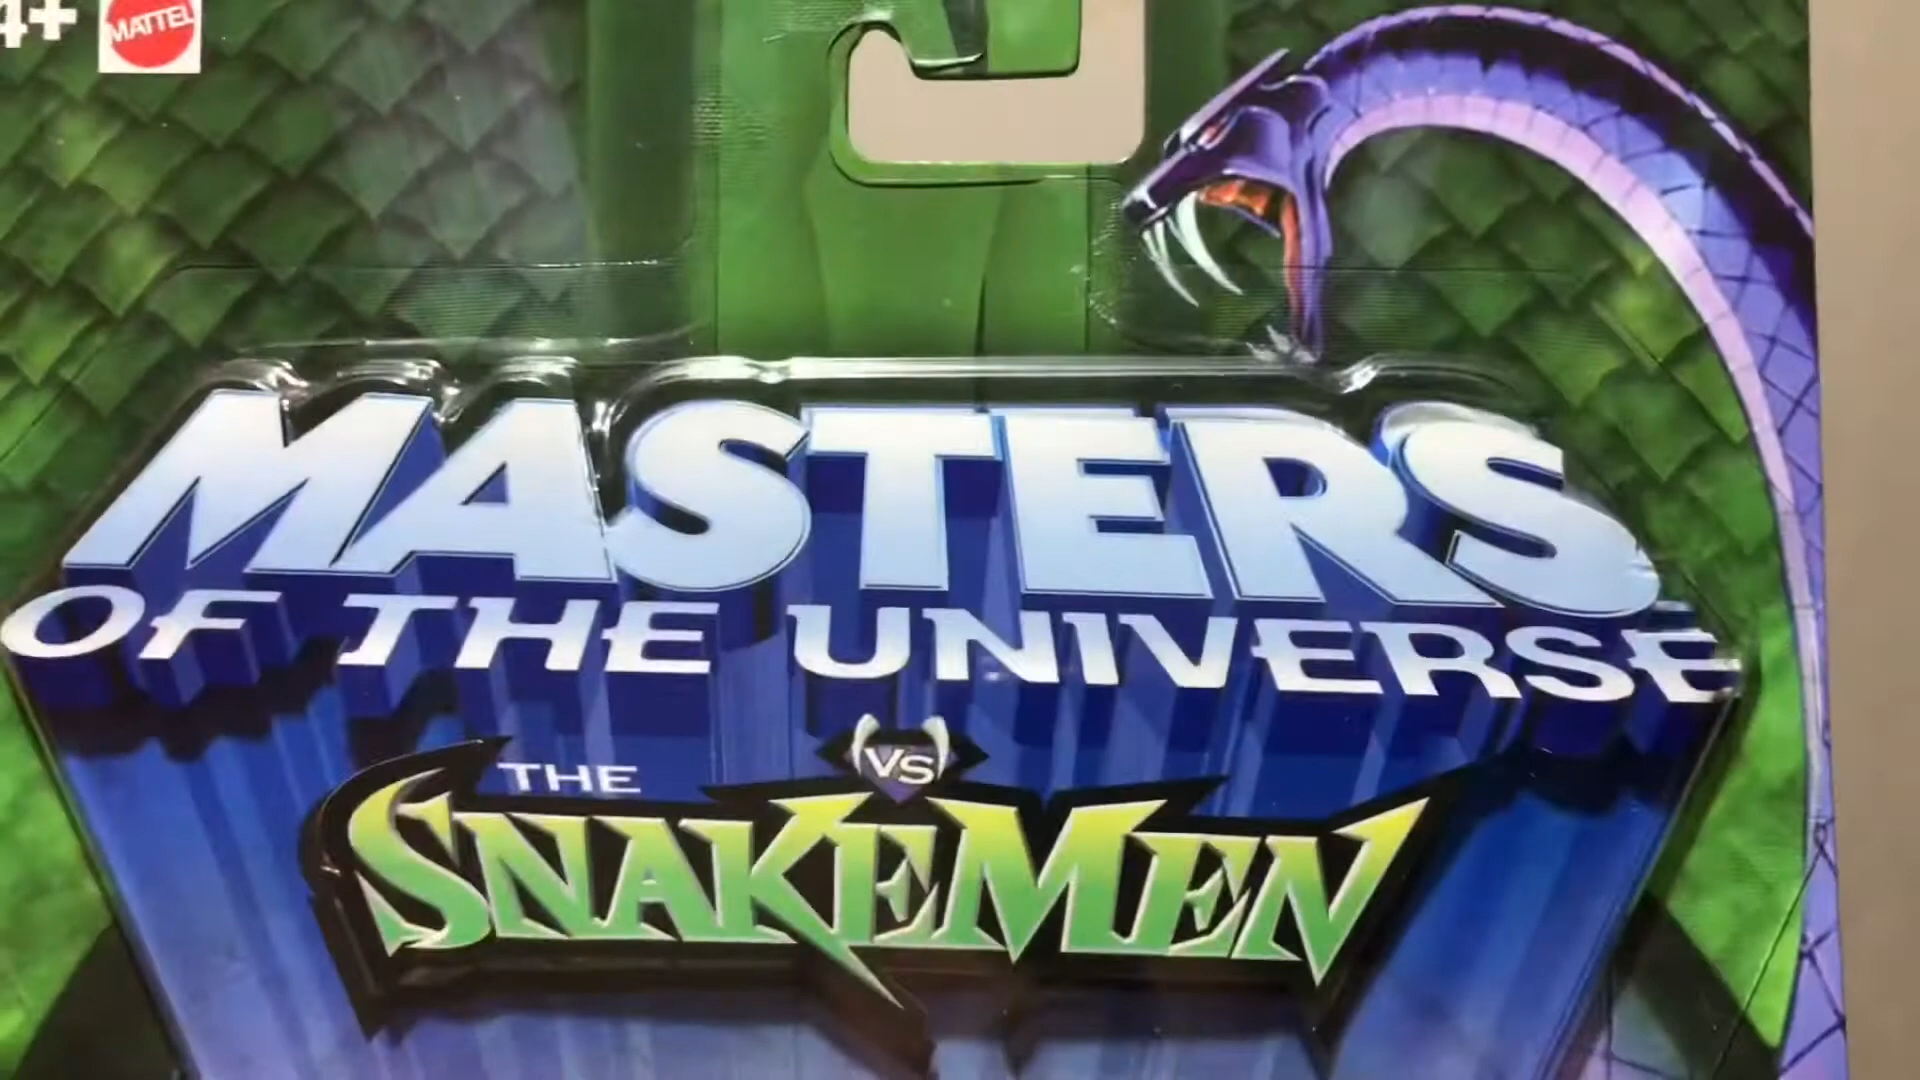 4+
MATTEL
MASTERS
OF THE UNIVERSE
VS
THE
SNAKEMEN